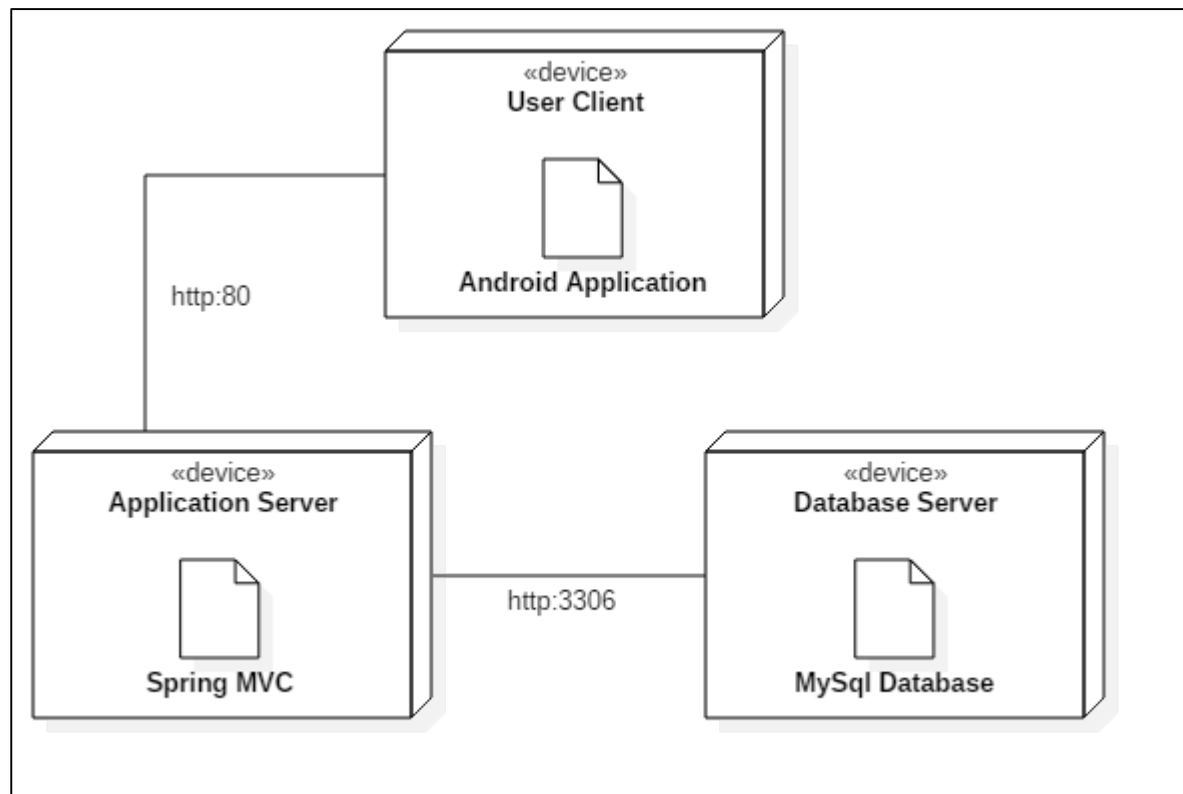 «device»
User Client
Android Application
http:80
«device»
Application Server
Spring MVC
http:3306
«device»
Database Server
MySql Database